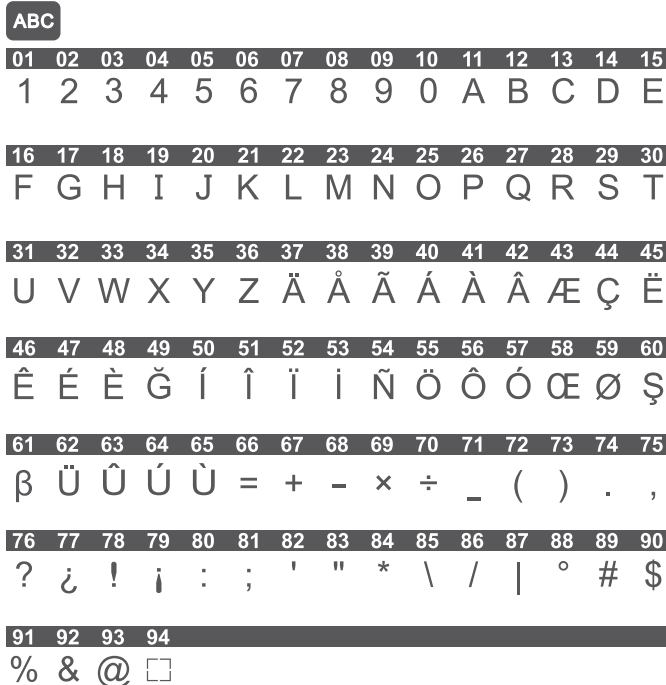 ABC
01 02 03 04 05 06 07 08 09 10 11 12 13 14 15
1 2 3 4 5 6 7 8 9 0 A B C D E
16 17 18 19 20 21 22 23 24 25 26 27 28 29 30
F G H I J K L M N O P Q R S T
31 32 33 34 35 36 37 38 39 40 41 42 43 44 45
U V W X Y Z Ä Å Ã Á À Â Æ Ç Ë
46 47 48 49 50 51 52 53 54 55 56 57 58 59 60
Ê É È Ğ Í Î Ï İ Ñ Ö Ô Ó Œ Ø Ş
61 62 63 64 65 66 67 68 69 70 71 72 73 74 75
β Ü Û Ú Ù = + - × ÷ _ ( ) . ,
76 77 78 79 80 81 82 83 84 85 86 87 88 89 90
? ¿ ! ¡ : ; ' " * \ / | ° # $
91 92 93 94
% & @ ⛶